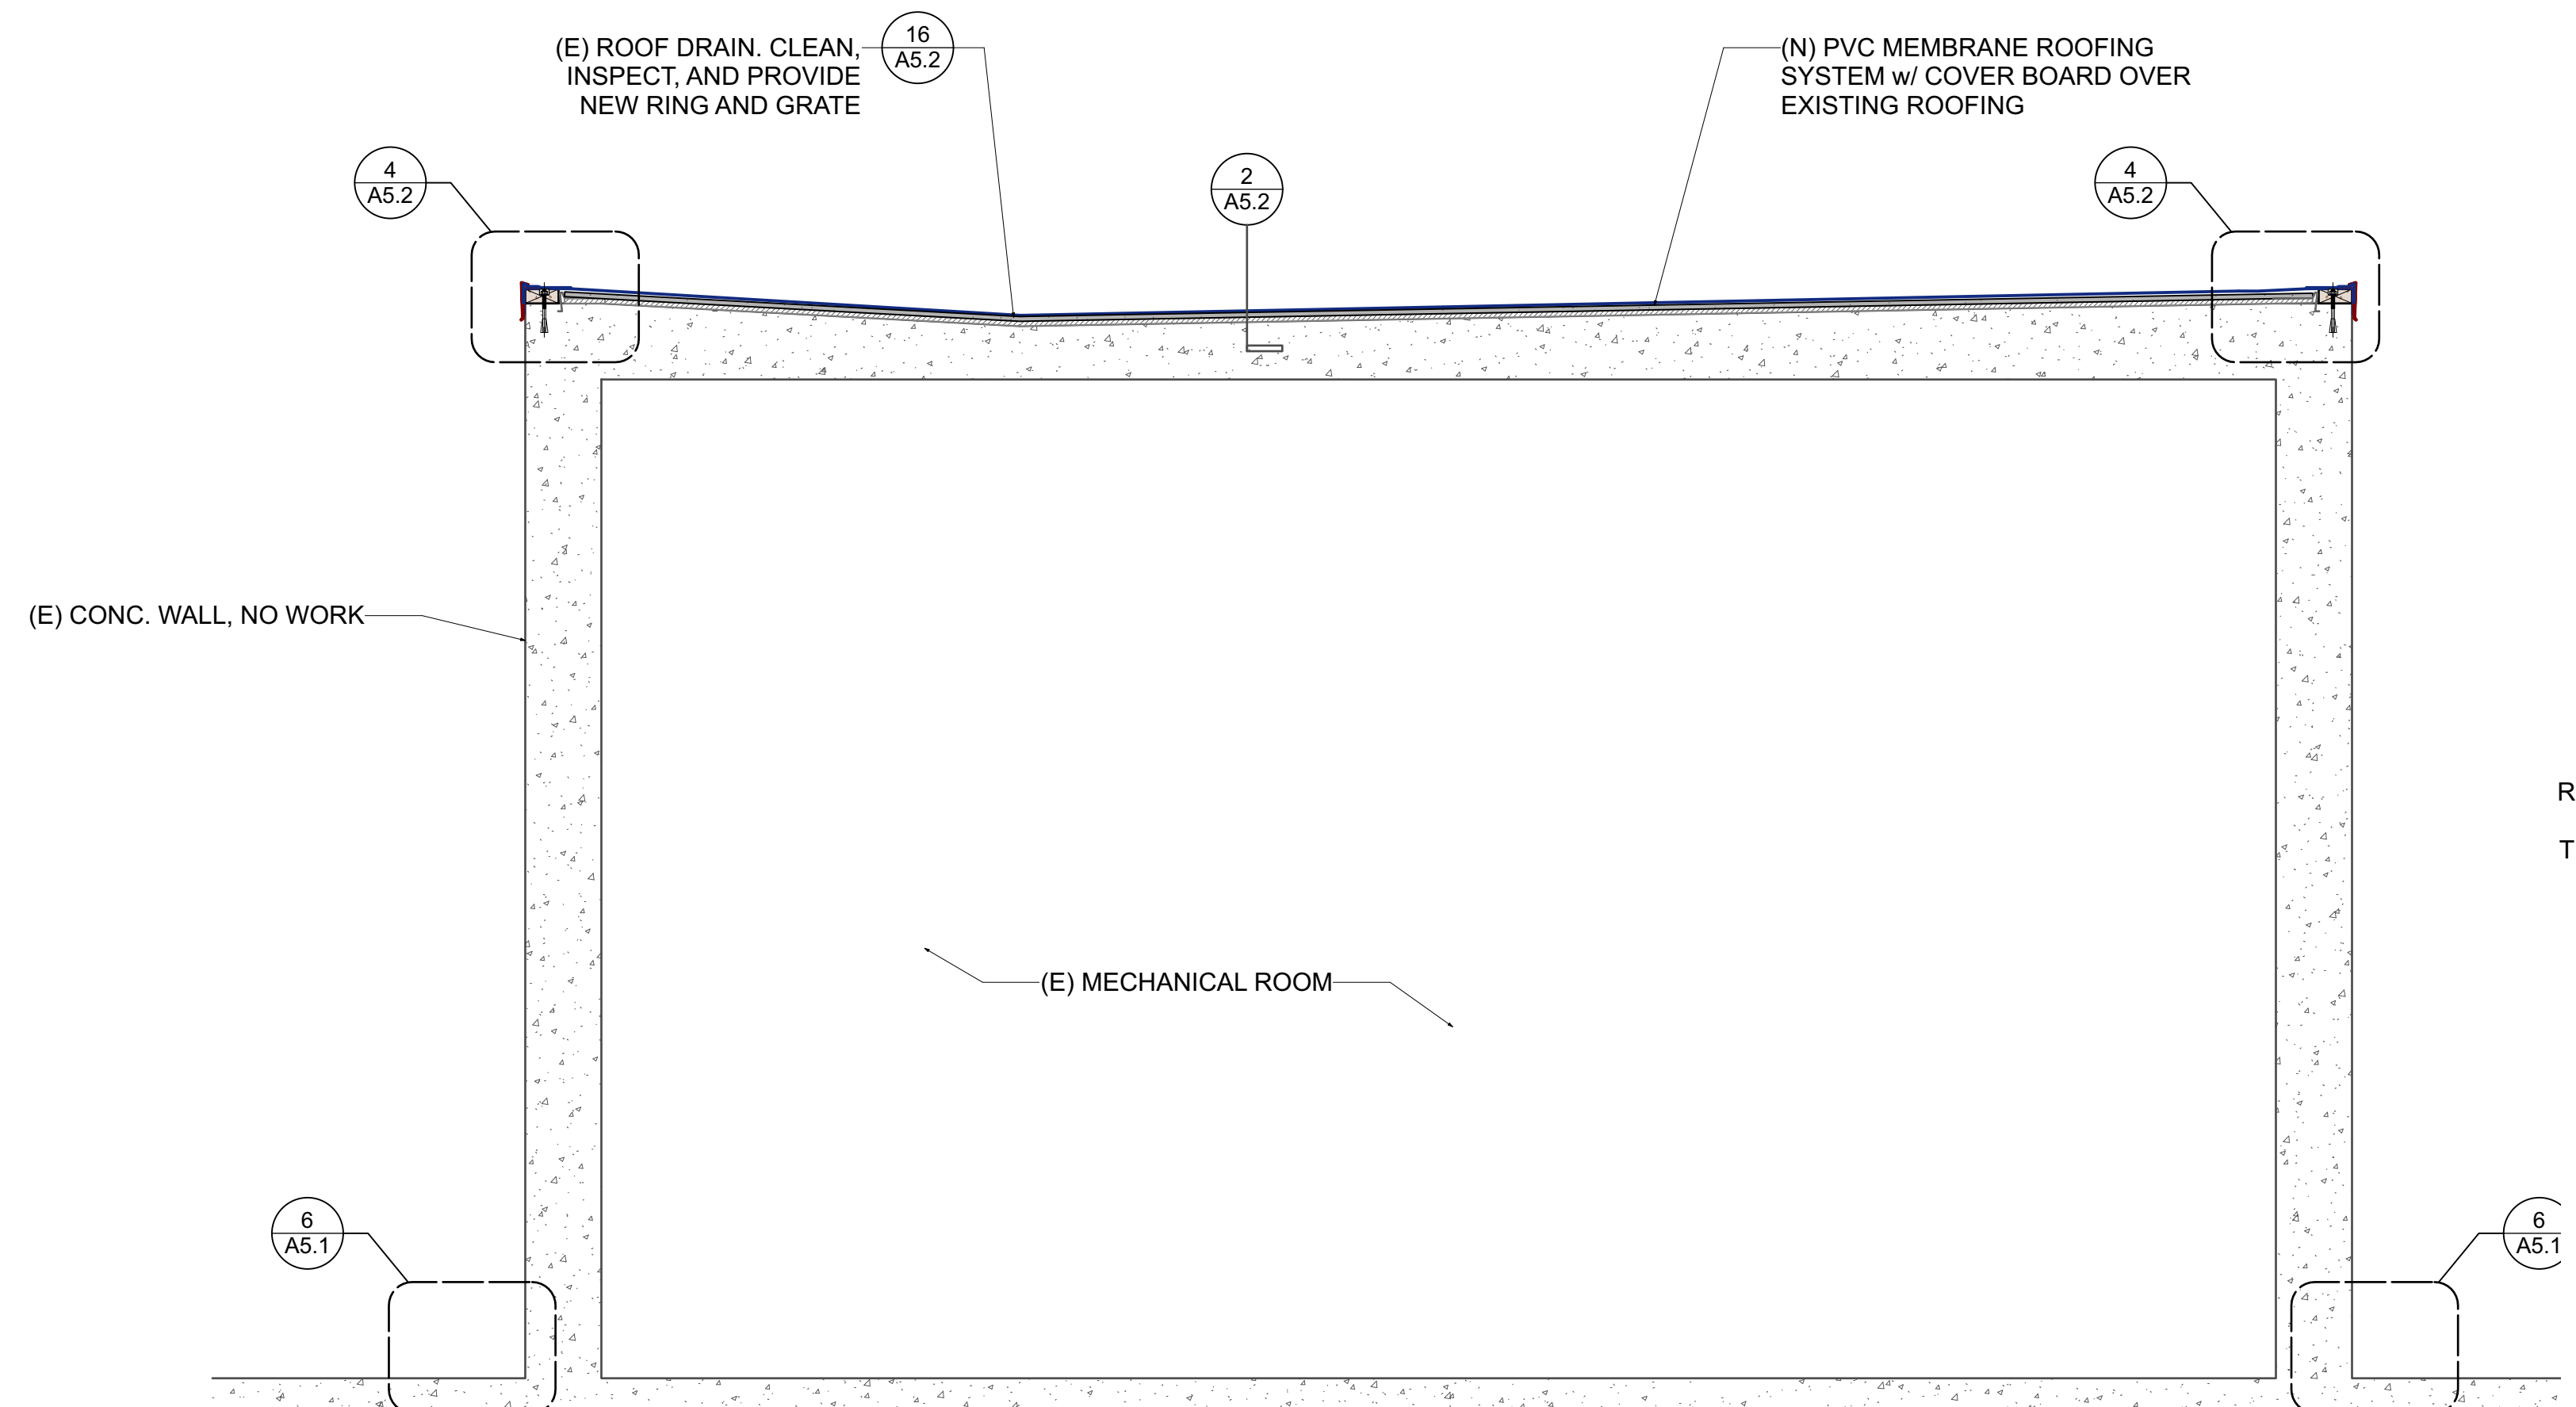 (E) ROOF DRAIN. CLEAN,
INSPECT, AND PROVIDE
NEW RING AND GRATE
16
A5.2
(N) PVC MEMBRANE ROOFING
SYSTEM w/ COVER BOARD OVER
EXISTING ROOFING
4
A5.2
2
A5.2
4
A5.2
(E) CONC. WALL, NO WORK
R
T
(E) MECHANICAL ROOM
6
A5.1
6
A5.1